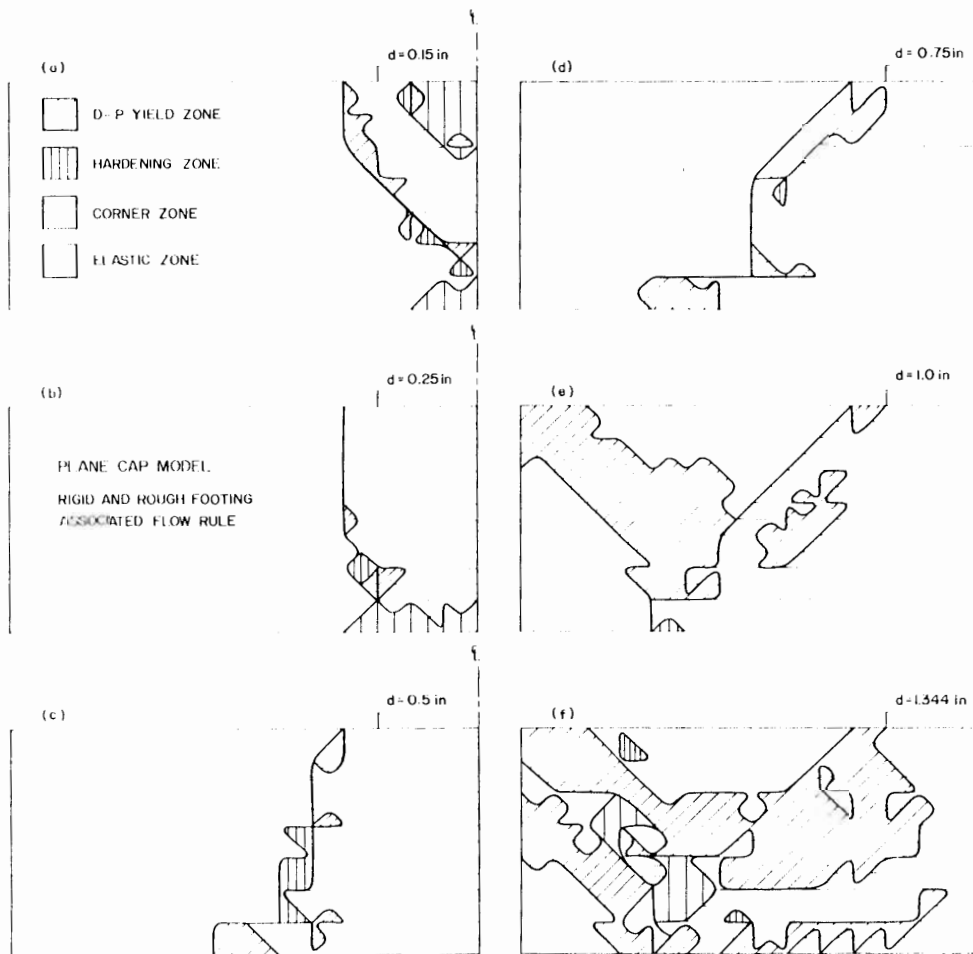 (a)
d=0.15 in
D-P YIELD ZONE
HARDENING ZONE
CORNER ZONE
ELASTIC ZONE
(b)
d=0.25 in
PLANE CAP MODEL
RIGID AND ROUGH FOOTING
ASSOCIATED FLOW RULE
(c)
d=0.5 in
(d)
d=0.75 in
(e)
d=1.0 in
(f)
d=1.344 in